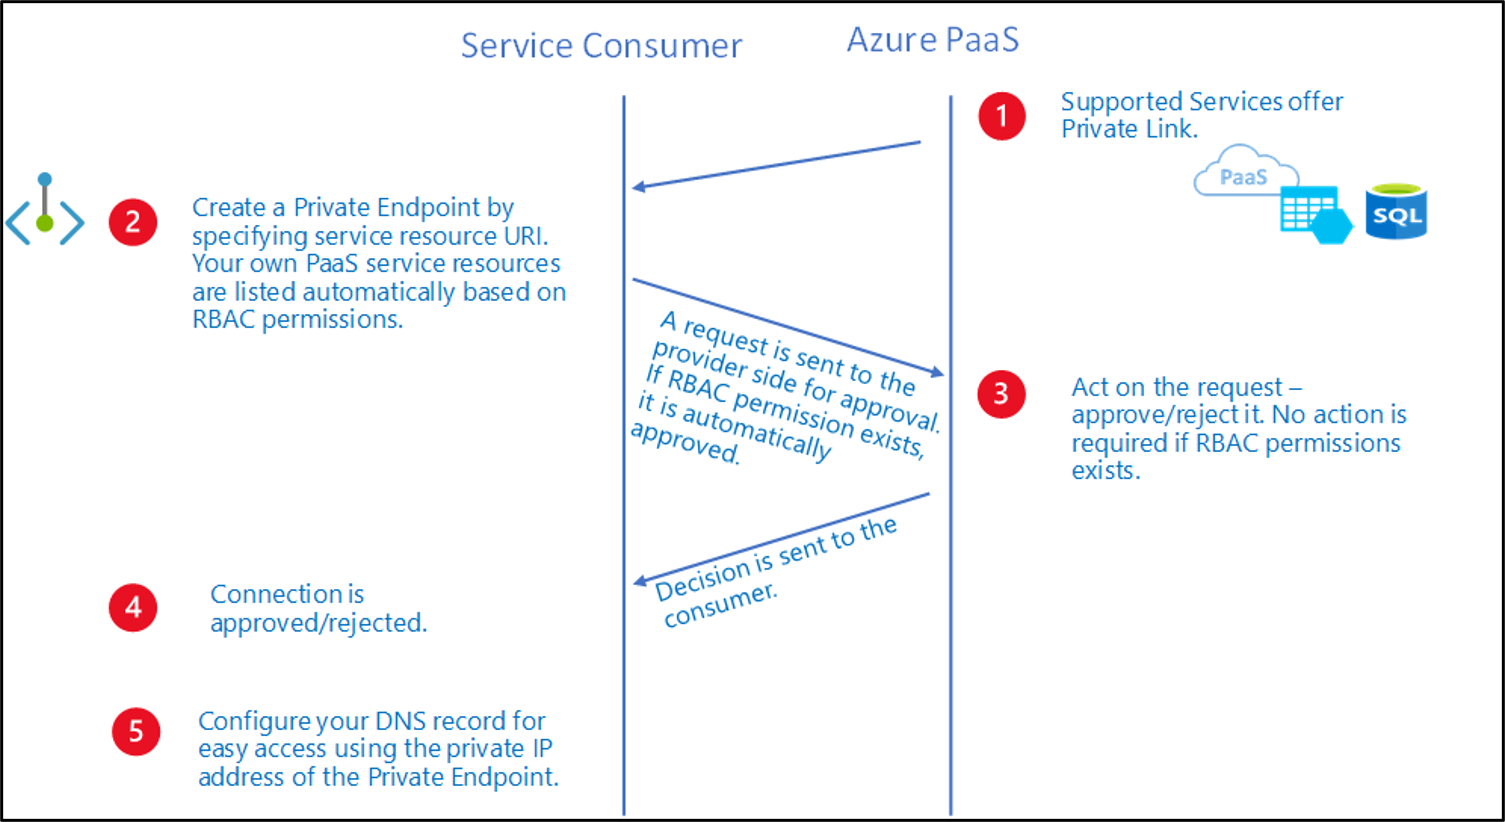 Service Consumer
Azure PaaS
1
Supported Services offer
Private Link.
PaaS
SQL
2
Create a Private Endpoint by
specifying service resource URI.
Your own PaaS service resources
are listed automatically based on
RBAC permissions.
A request is sent to the
provider side for approval.
If RBAC permission exists,
it is automatically
approved.
3
Act on the request –
approve/reject it. No action is
required if RBAC permissions
exists.
Decision is sent to the
consumer.
4
Connection is
approved/rejected.
5
Configure your DNS record for
easy access using the private IP
address of the Private Endpoint.